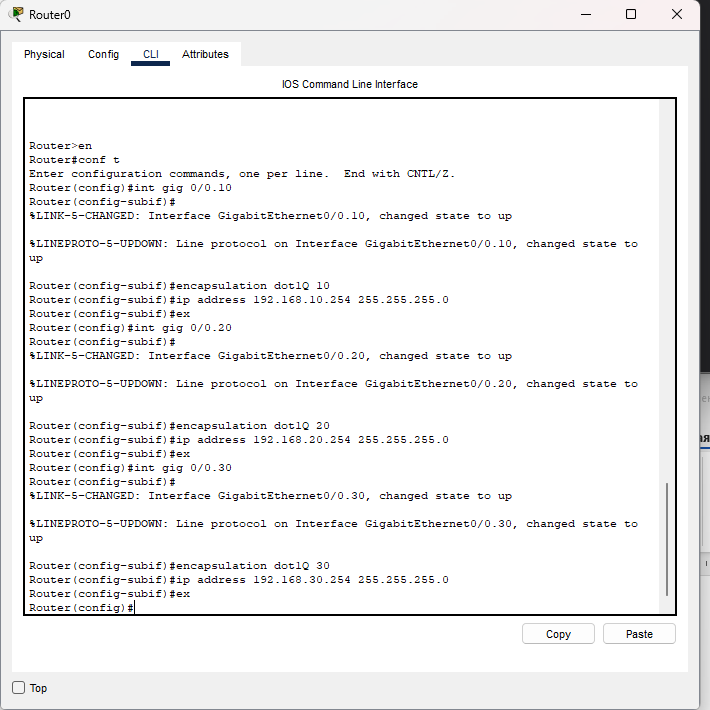 Router0
Physical Config CLI Attributes
IOS Command Line Interface
Router>en
Router#conf t
Enter configuration commands, one per line.  End with CNTL/Z.
Router(config)#int gig 0/0.10
Router(config-subif)#
%LINK-5-CHANGED: Interface GigabitEthernet0/0.10, changed state to up
%LINEPROTO-5-UPDOWN: Line protocol on Interface GigabitEthernet0/0.10, changed state to
up
Router(config-subif)#encapsulation dot1Q 10
Router(config-subif)#ip address 192.168.10.254 255.255.255.0
Router(config-subif)#ex
Router(config)#int gig 0/0.20
Router(config-subif)#
%LINK-5-CHANGED: Interface GigabitEthernet0/0.20, changed state to up
%LINEPROTO-5-UPDOWN: Line protocol on Interface GigabitEthernet0/0.20, changed state to
up
Router(config-subif)#encapsulation dot1Q 20
Router(config-subif)#ip address 192.168.20.254 255.255.255.0
Router(config-subif)#ex
Router(config)#int gig 0/0.30
Router(config-subif)#
%LINK-5-CHANGED: Interface GigabitEthernet0/0.30, changed state to up
%LINEPROTO-5-UPDOWN: Line protocol on Interface GigabitEthernet0/0.30, changed state to
up
Router(config-subif)#encapsulation dot1Q 30
Router(config-subif)#ip address 192.168.30.254 255.255.255.0
Router(config-subif)#ex
Router(config)#
Copy Paste
Top